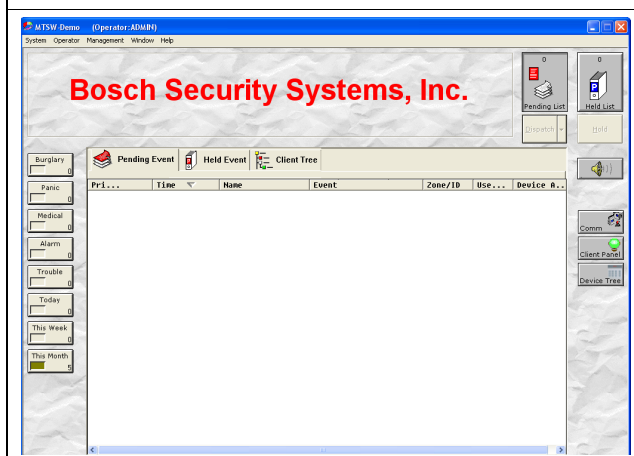 MTSW-Demo (Operator:ADMIN)
System Operator Management Window Help
Bosch Security Systems, Inc.
0
Pending List
0
Held List
Dispatch
Hold
Burglary
0
Panic
0
Medical
0
Alarm
0
Trouble
0
Today
0
This Week
0
This Month
5
Pending Event Held Event Client Tree
Pri... Time Name Event Zone/ID Use... Device A..
Comm
Client Panel
Device Tree